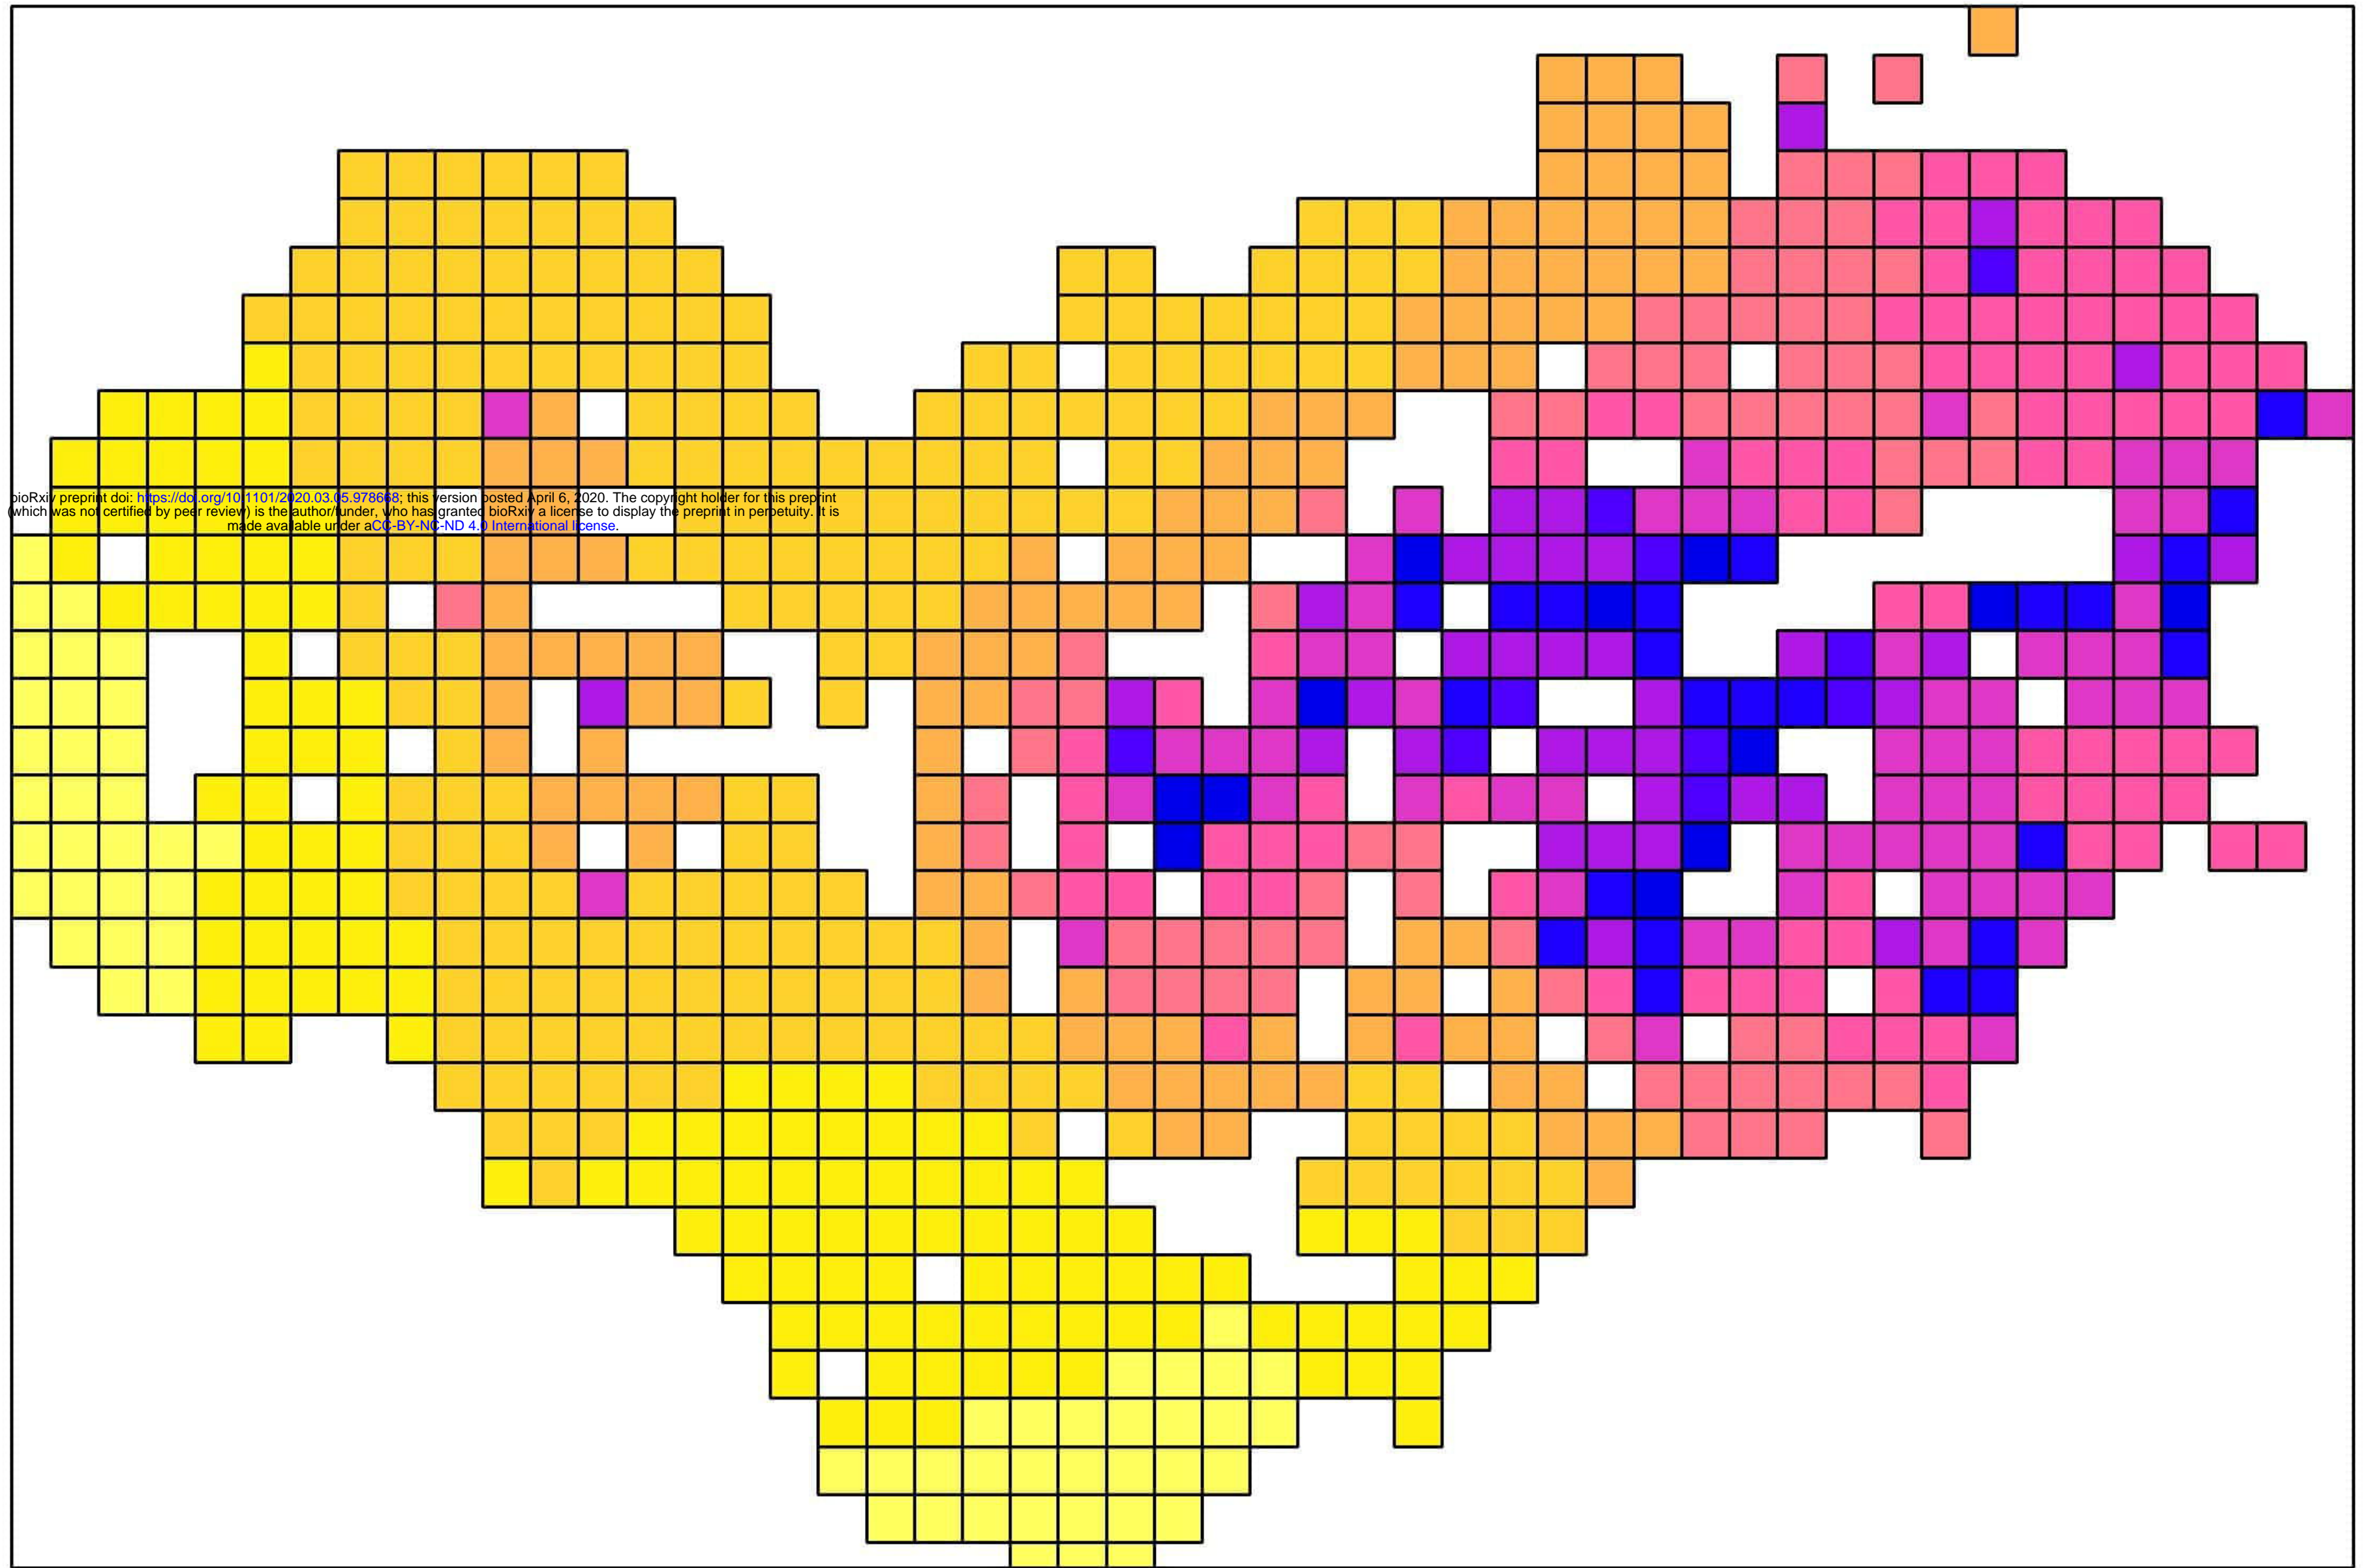 bioRxiv preprint doi: https://doi.org/10.1101/2020.03.05.978668; this version posted April 6, 2020. The copyright holder for this preprint
(which was not certified by peer review) is the author/funder, who has granted bioRxiv a license to display the preprint in perpetuity. It is
made available under aCC-BY-NC-ND 4.0 International license.